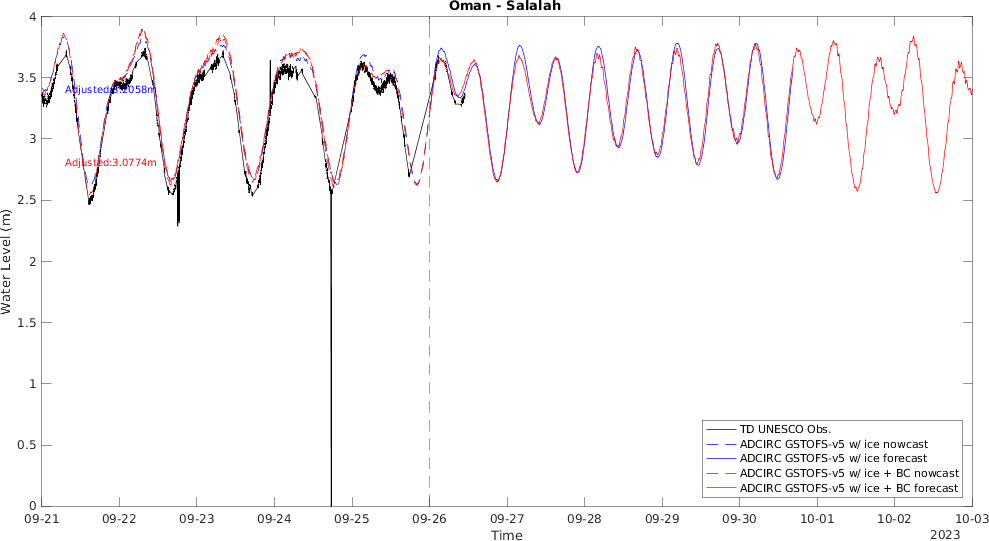 Oman - Salalah
4
3.5
3
2.5
2
1.5
1
0.5
0
Water Level (m)
Adjusted:3.2058m
Adjusted:3.0774m
TD UNESCO Obs.
ADCIRC GSTOFS-v5 w/ ice nowcast
ADCIRC GSTOFS-v5 w/ ice forecast
ADCIRC GSTOFS-v5 w/ ice + BC nowcast
ADCIRC GSTOFS-v5 w/ ice + BC forecast
09-21 09-22 09-23 09-24 09-25 09-26 09-27 09-28 09-29 09-30 10-01 10-02 10-03
Time
2023